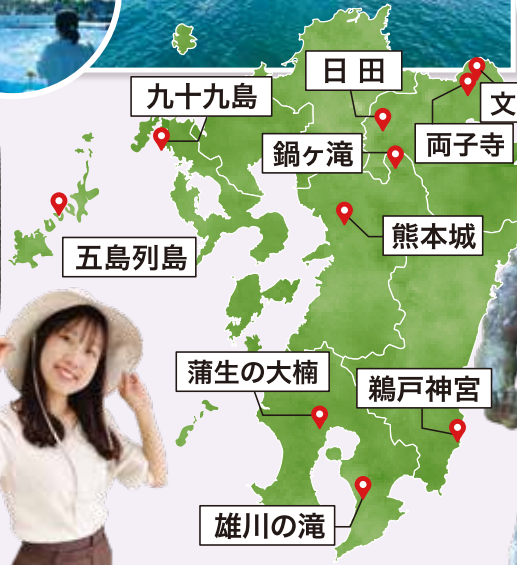 日田
九十九島
文
両子寺
鍋ヶ滝
熊本城
五島列島
蒲生の大楠
鵜戸神宮
雄川の滝